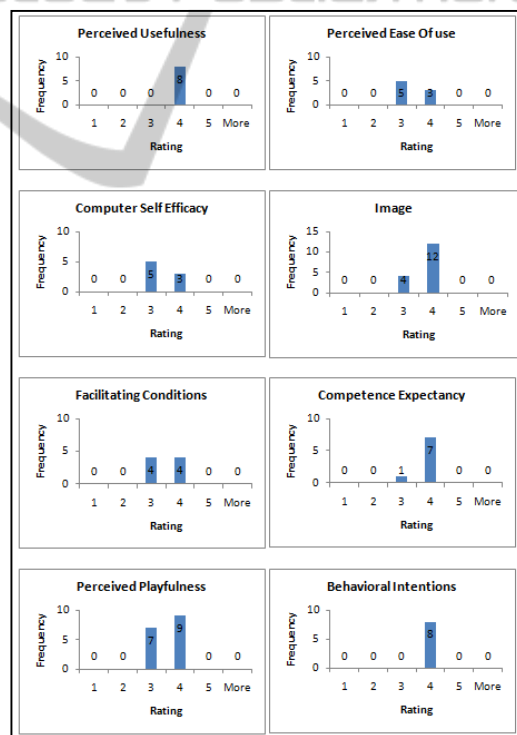 Perceived Usefulness
10
5
0
Frequency
0 0 0 8 0 0
1 2 3 4 5 More
Rating
Perceived Ease Of use
10
5
0
Frequency
0 0 5 3 0 0
1 2 3 4 5 More
Rating
Computer Self Efficacy
10
5
0
Frequency
0 0 5 3 0 0
1 2 3 4 5 More
Rating
Image
15
10
5
0
Frequency
0 0 4 12 0 0
1 2 3 4 5 More
Rating
Facilitating Conditions
10
5
0
Frequency
0 0 4 4 0 0
1 2 3 4 5 More
Rating
Competence Expectancy
10
5
0
Frequency
0 0 1 7 0 0
1 2 3 4 5 More
Rating
Perceived Playfulness
10
5
0
Frequency
0 0 7 9 0 0
1 2 3 4 5 More
Rating
Behavioral Intentions
10
5
0
Frequency
0 0 0 8 0 0
1 2 3 4 5 More
Rating